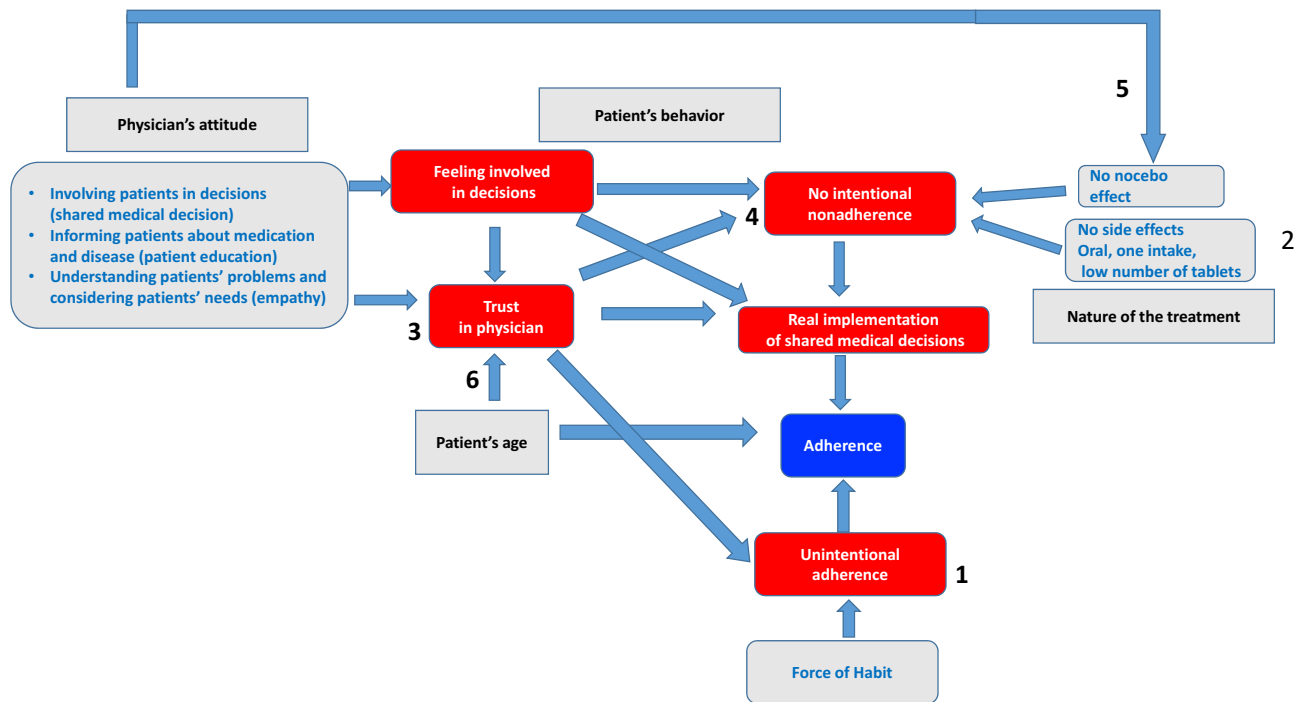 5
Physician's attitude
Patient's behavior
• Involving patients in decisions
(shared medical decision)
• Informing patients about medication
and disease (patient education)
• Understanding patients' problems and
considering patients' needs (empathy)
Feeling involved
in decisions
No intentional
nonadherence
4
No nocebo
effect
No side effects
Oral, one intake,
low number of tablets
2
Nature of the treatment
Trust
in physician
3
Real implementation
of shared medical decisions
6
Patient's age
Adherence
Unintentional
adherence
1
Force of Habit